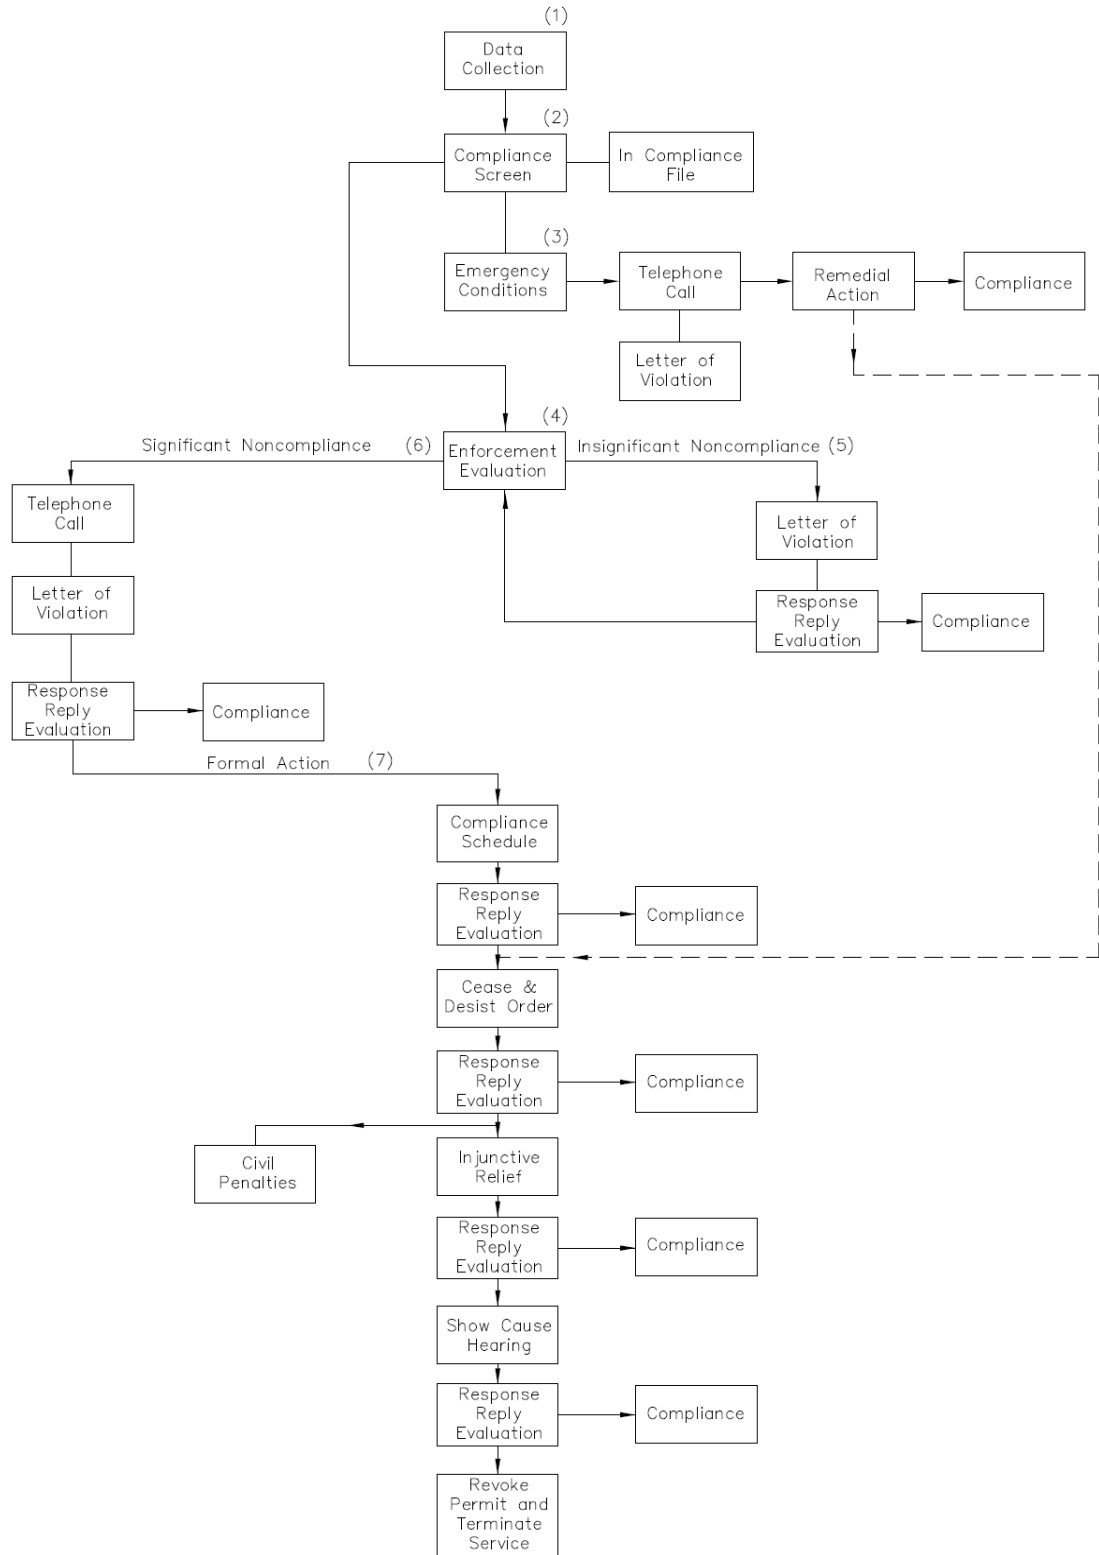 (1)
Data
Collection
(2)
Compliance
Screen
In Compliance
File
(3)
Emergency
Conditions
Telephone
Call
Remedial
Action
Compliance
Letter of
Violation
(4)
Significant Noncompliance (6)
Enforcement
Evaluation
Insignificant Noncompliance (5)
Telephone
Call
Letter of
Violation
Letter of
Violation
Response
Reply
Evaluation
Compliance
Response
Reply
Evaluation
Compliance
Formal Action (7)
Compliance
Schedule
Response
Reply
Evaluation
Compliance
Cease &
Desist Order
Response
Reply
Evaluation
Compliance
Civil
Penalties
Injunctive
Relief
Response
Reply
Evaluation
Compliance
Show Cause
Hearing
Response
Reply
Evaluation
Compliance
Revoke
Permit and
Terminate
Service